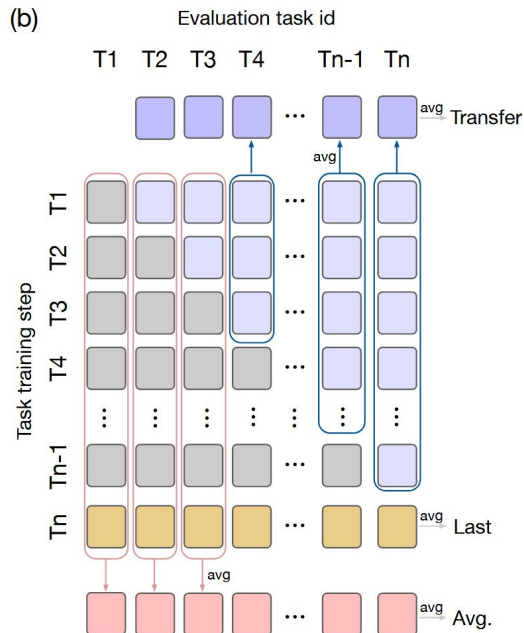 (b)
Evaluation task id
T1 T2 T3 T4 Tn-1 Tn
... avg Transfer
avg
Task training step
T1 ...
T2 ...
T3 ...
T4 ...
... ... ... ... ... ... ...
Tn-1 ...
Tn ... avg Last
avg
... avg Avg.